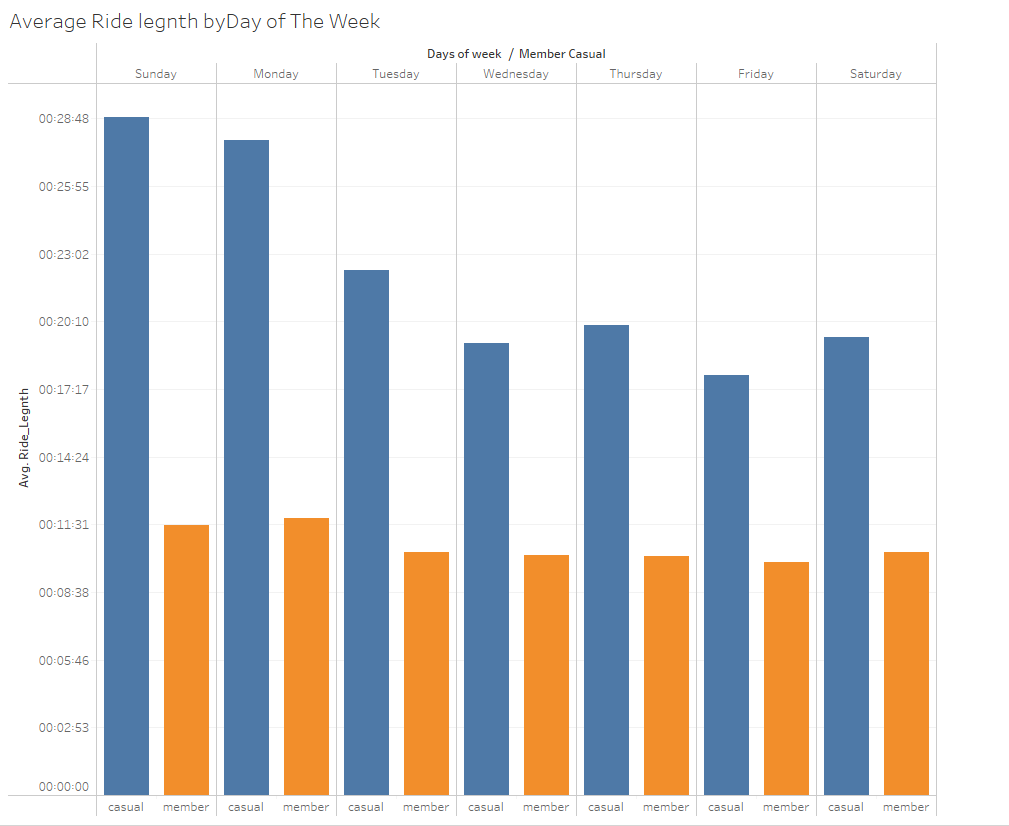 Average Ride legnth byDay of The Week
Days of week / Member Casual
Sunday Monday Tuesday Wednesday Thursday Friday Saturday
00:28:48
00:25:55
00:23:02
00:20:10
00:17:17
00:14:24
00:11:31
00:08:38
00:05:46
00:02:53
00:00:00
Avg. Ride_Legnth
casual member casual member casual member casual member casual member casual member casual member